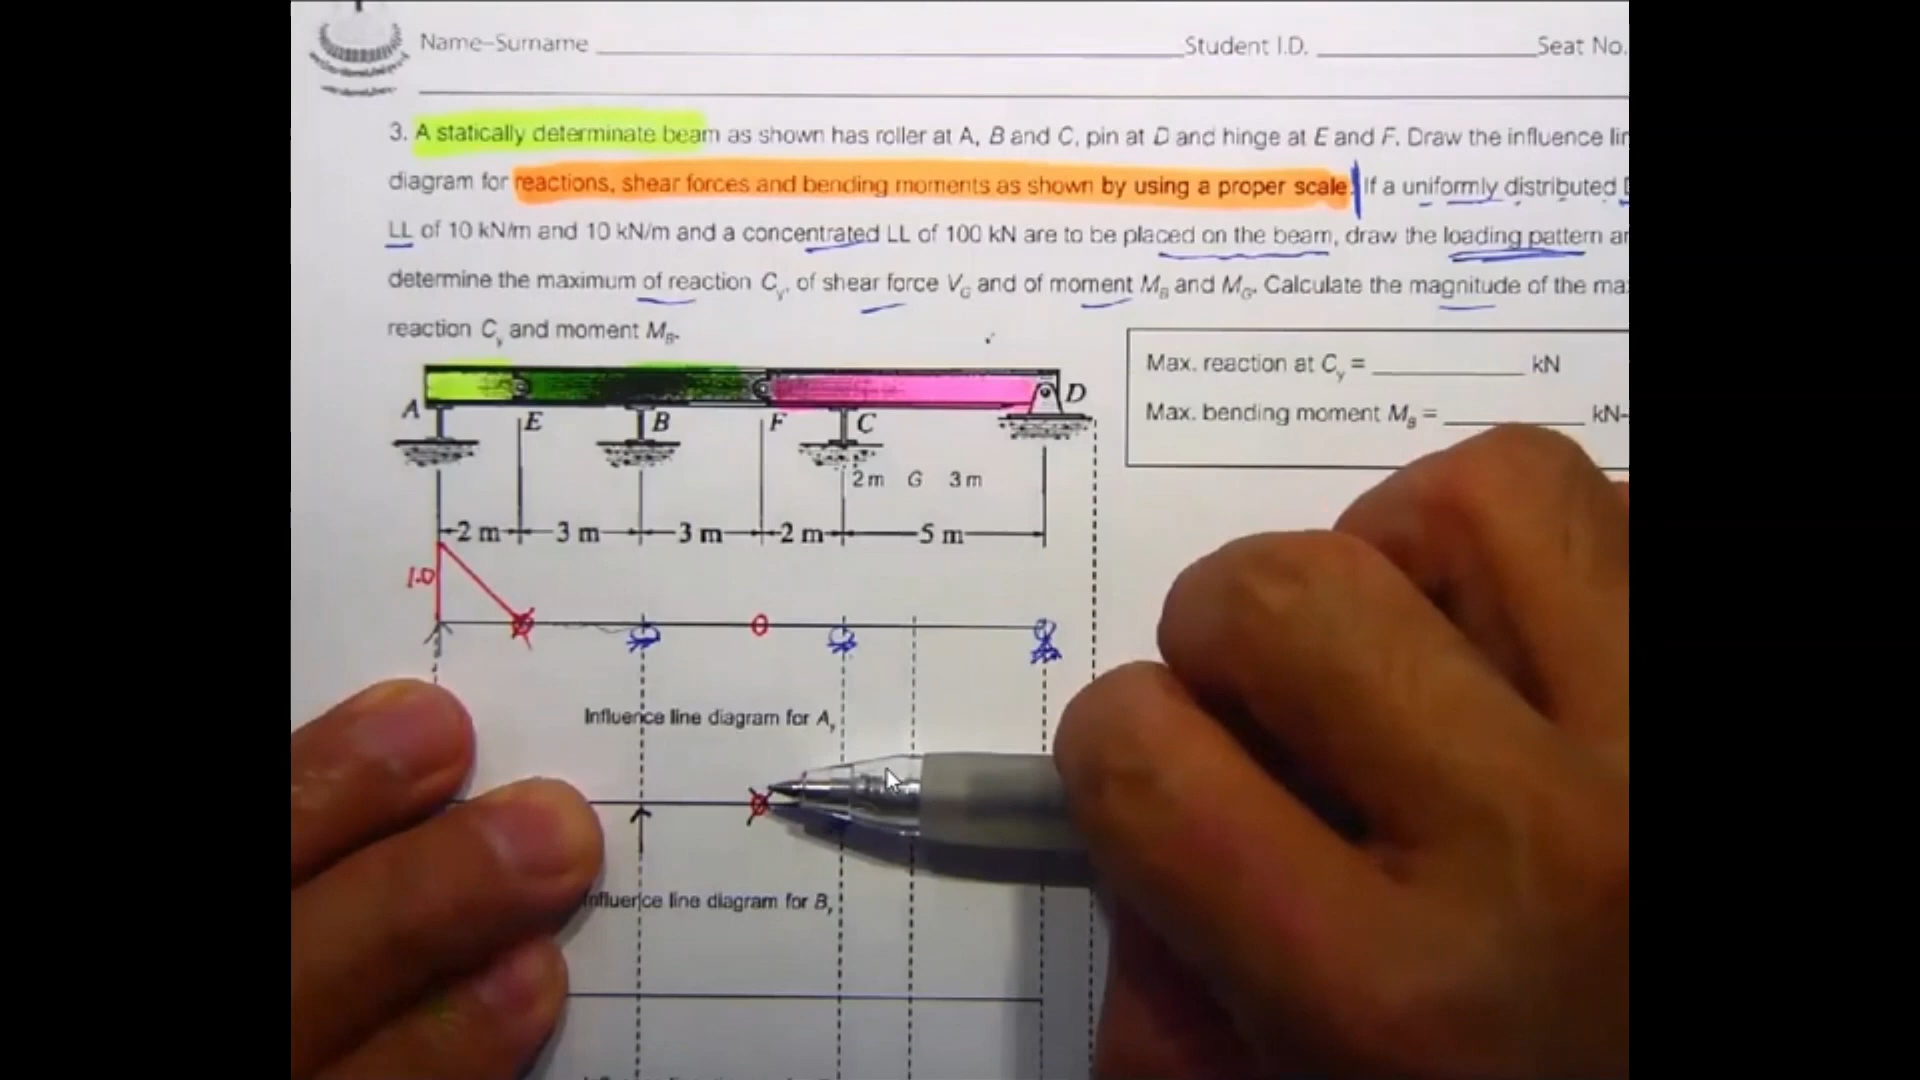 Name–Surname Student I.D. Seat No.
3. A statically determinate beam as shown has roller at A, B and C, pin at D and hinge at E and F. Draw the influence
diagram for reactions, shear forces and bending moments as shown by using a proper scale. If a uniformly distributed
LL of 10 kN/m and 10 kN/m and a concentrated LL of 100 kN are to be placed on the beam, draw the loading pattern
determine the maximum of reaction Cy, of shear force VG and of moment MB and MG. Calculate the magnitude of the
reaction Cy and moment MB.
Max. reaction at Cy = kN
Max. bending moment MB = kN-
A E B F C D
2 m G 3 m
2 m 3 m 3 m 2 m 5 m
1.0
Influence line diagram for Ay
Influence line diagram for By